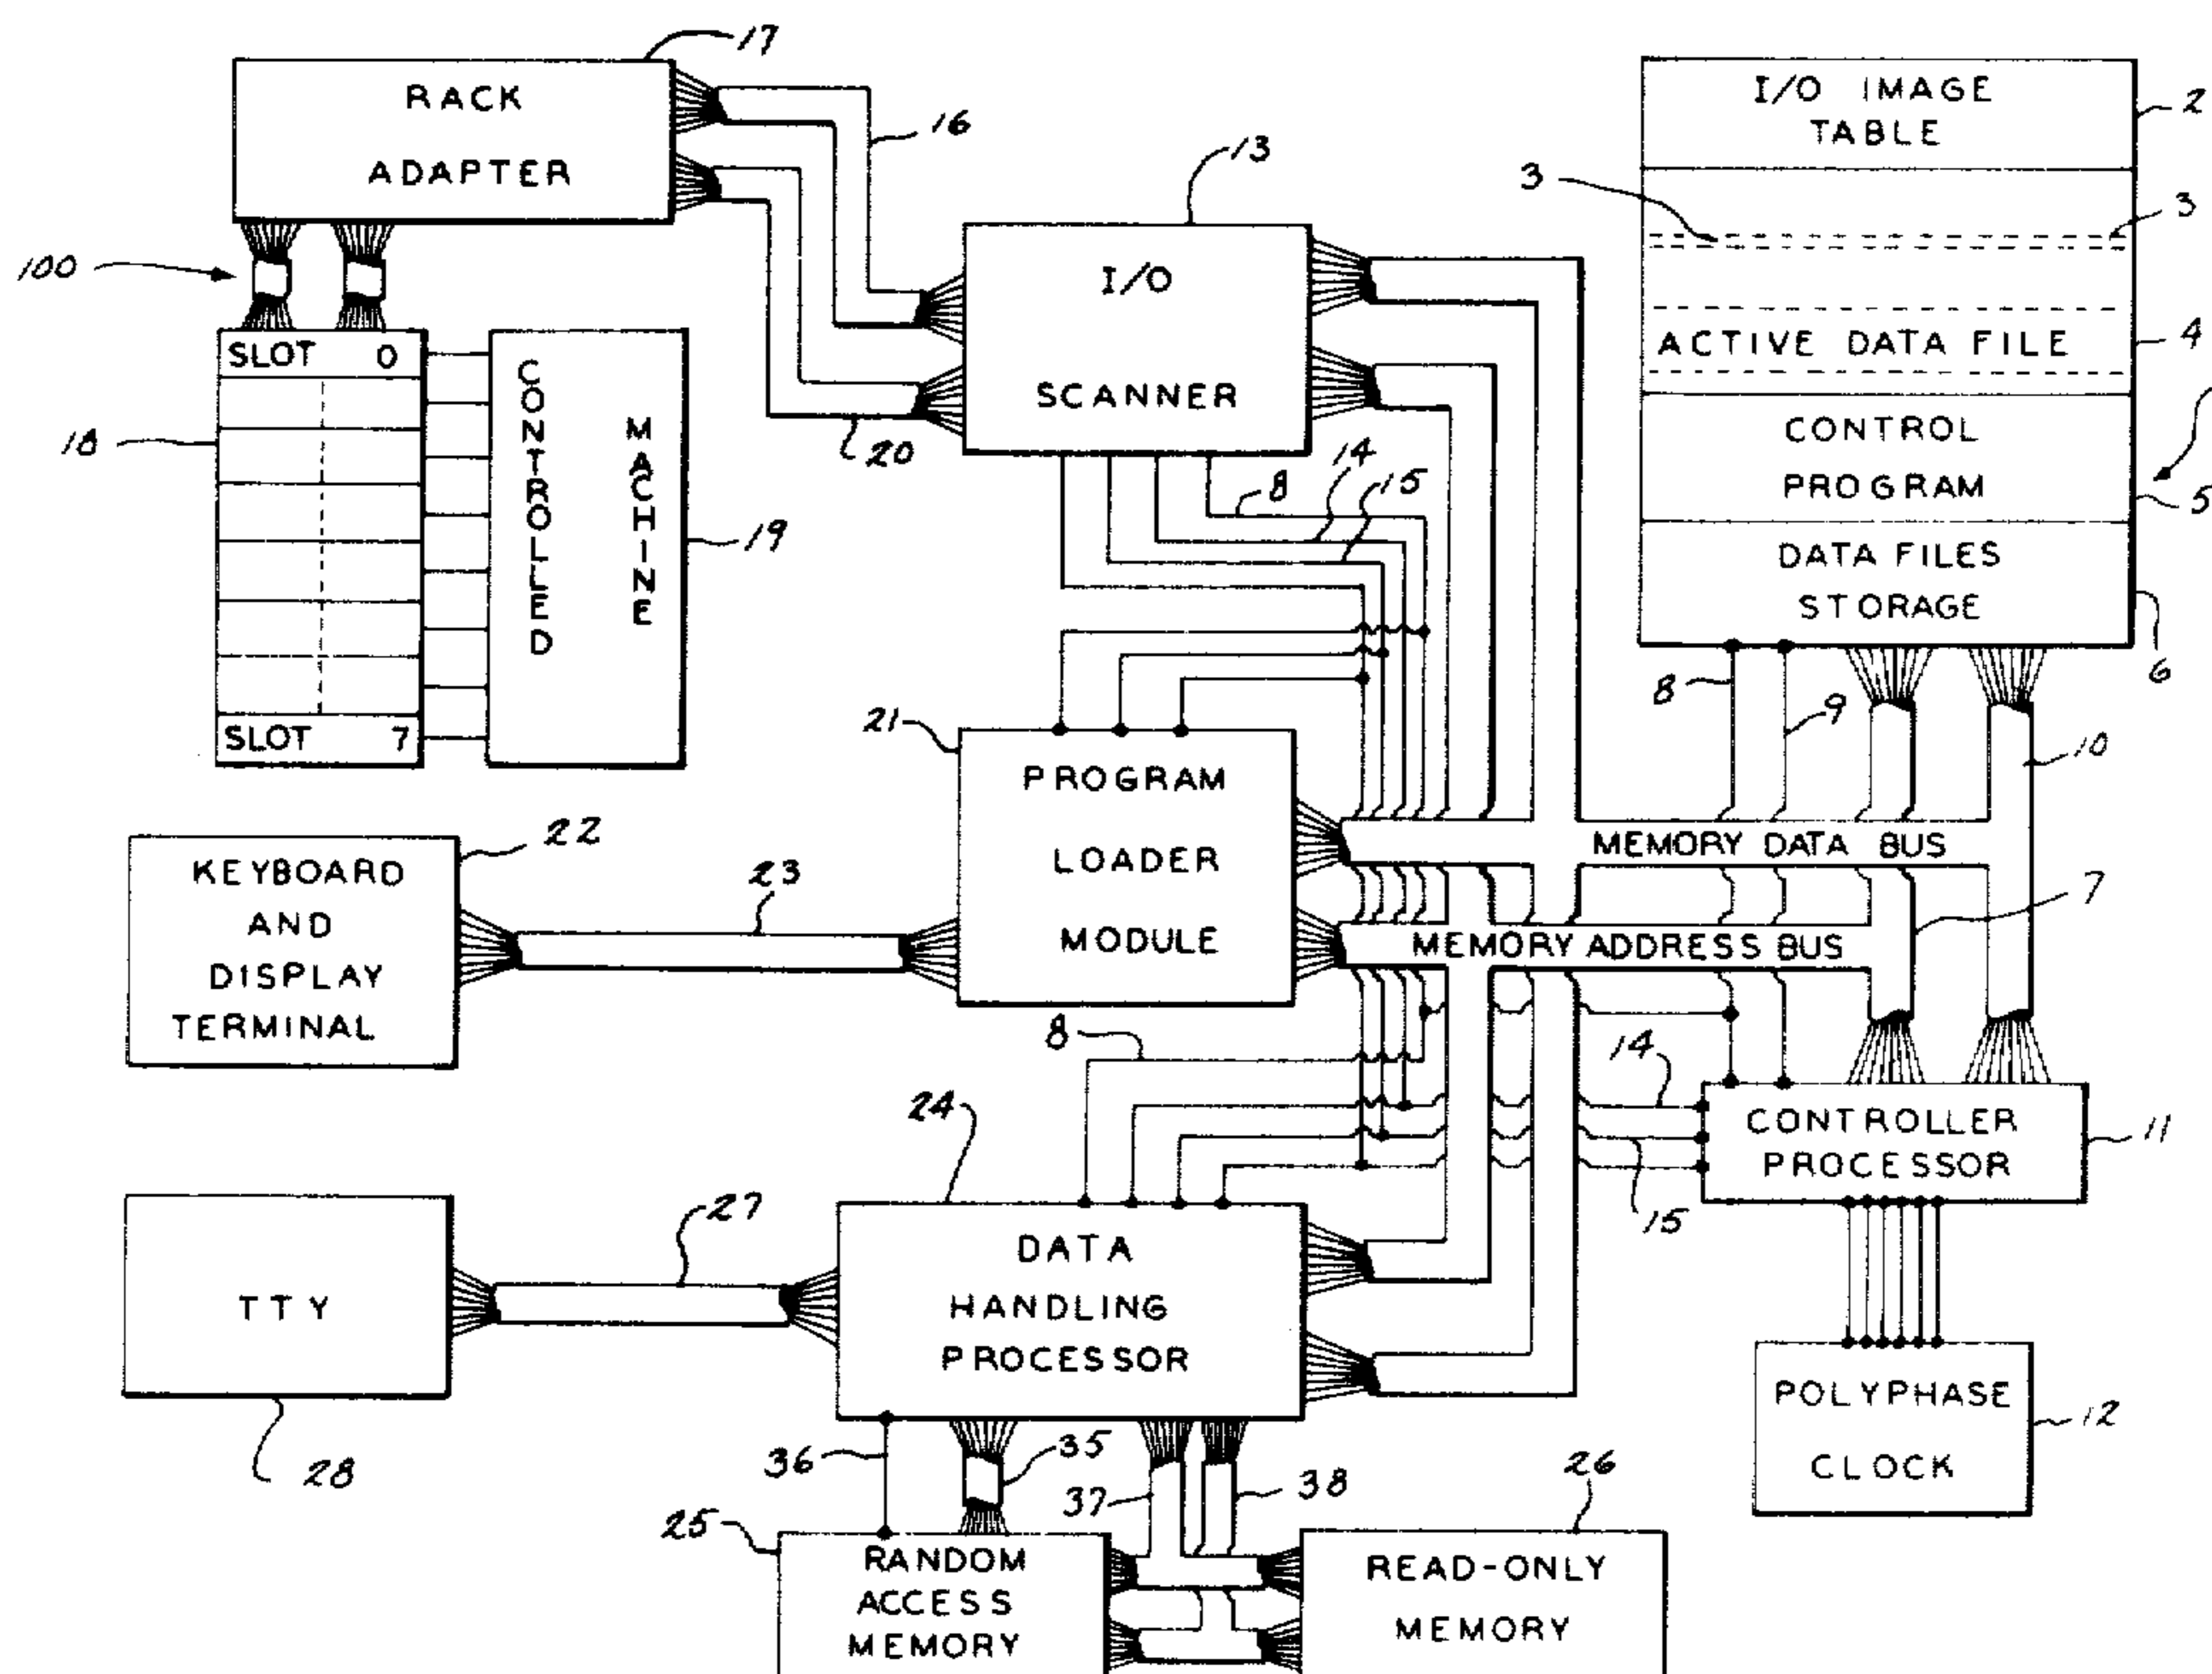 17
RACK
ADAPTER
16
100
SLOT 0
18
SLOT 7
CONTROLLED
MACHINE
19
20
13
I/O
SCANNER
8
14
15
I/O IMAGE
TABLE
2
3
3
ACTIVE DATA FILE
4
CONTROL
PROGRAM
5
DATA FILES
STORAGE
6
8
9
10
21
PROGRAM
LOADER
MODULE
MEMORY DATA BUS
7
MEMORY ADDRESS BUS
22
KEYBOARD
AND
DISPLAY
TERMINAL
23
8
14
15
CONTROLLER
PROCESSOR
11
24
DATA
HANDLING
PROCESSOR
27
TTY
28
POLYPHASE
CLOCK
12
36
35
37
38
25
RANDOM
ACCESS
MEMORY
26
READ-ONLY
MEMORY